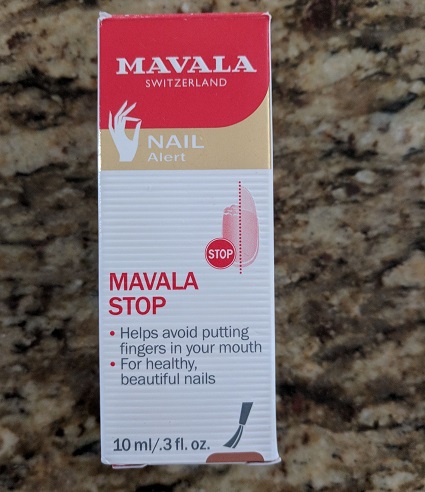 MAVALA
SWITZERLAND
NAIL
Alert
STOP
MAVALA
STOP
• Helps avoid putting
fingers in your mouth
• For healthy,
beautiful nails
10 ml/.3 fl. oz.